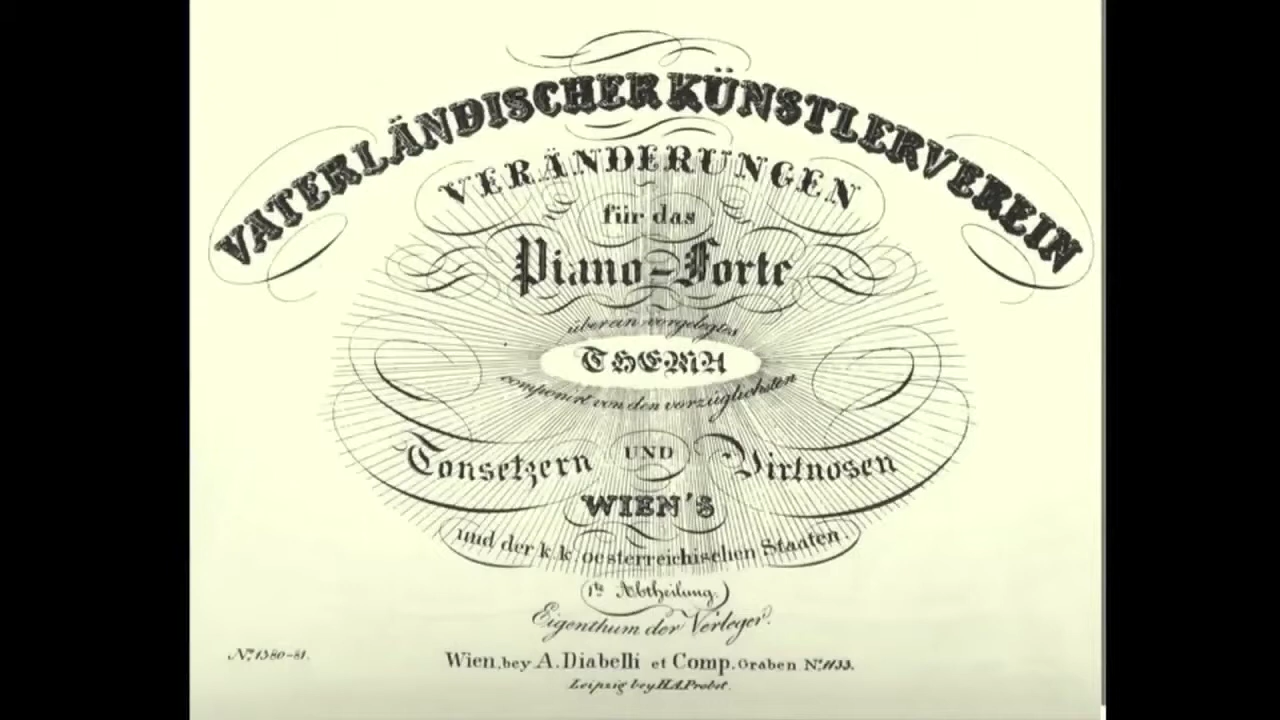 VATERLÄNDISCHER KÜNSTLERVEREIN
VERÄNDERUNGEN
für das
Piano-Forte
über ein vorgelegtes
THEMA
componirt von den vorzüglichsten
Tonsetzern UND Virtuosen
WIEN'S
und der k.k. oesterreichischen Staaten.
1te Abtheilung.
Eigenthum der Verleger.
No. 1380-81.
Wien, bey A. Diabelli et Comp. Graben No. 1133.
Leipzig bey H.A. Probst.